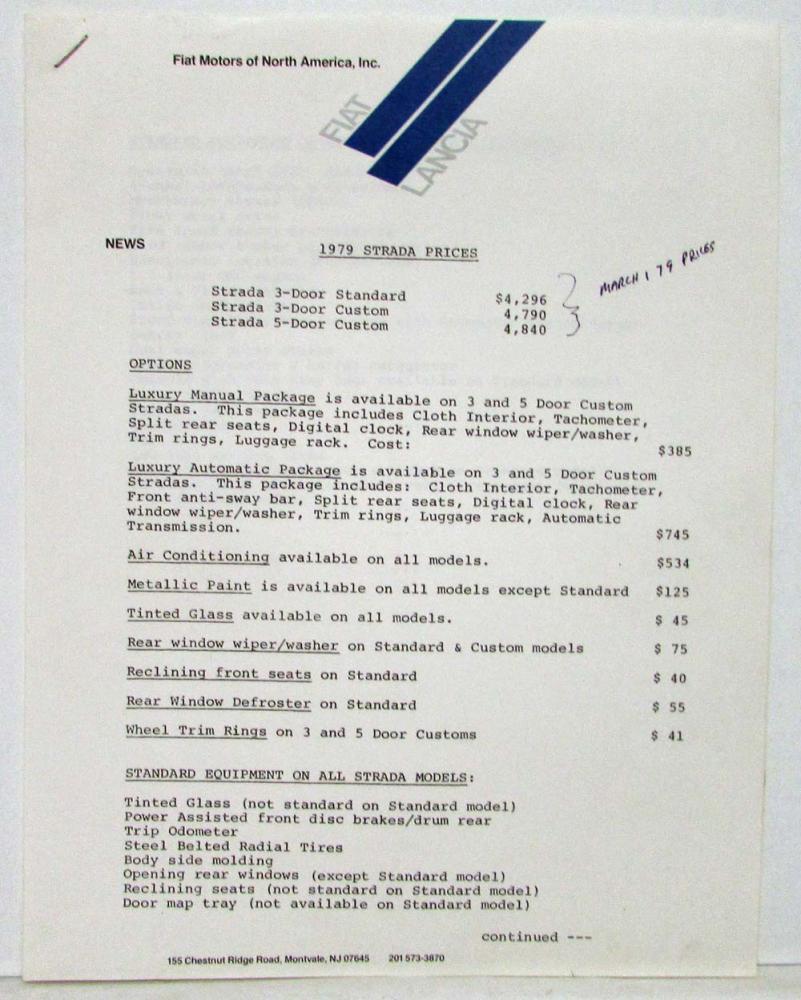 Fiat Motors of North America, Inc.
FIAT
LANCIA
NEWS
1979 STRADA PRICES
MARCH 1 79 PRICES
Strada 3-Door Standard $4,296
Strada 3-Door Custom 4,790
Strada 5-Door Custom 4,840
OPTIONS
Luxury Manual Package is available on 3 and 5 Door Custom
Stradas. This package includes Cloth Interior, Tachometer,
Split rear seats, Digital clock, Rear window wiper/washer,
Trim rings, Luggage rack. Cost: $385
Luxury Automatic Package is available on 3 and 5 Door Custom
Stradas. This package includes: Cloth Interior, Tachometer,
Front anti-sway bar, Split rear seats, Digital clock, Rear
window wiper/washer, Trim rings, Luggage rack, Automatic
Transmission. $745
Air Conditioning available on all models. $534
Metallic Paint is available on all models except Standard $125
Tinted Glass available on all models. $ 45
Rear window wiper/washer on Standard & Custom models $ 75
Reclining front seats on Standard $ 40
Rear Window Defroster on Standard $ 55
Wheel Trim Rings on 3 and 5 Door Customs $ 41
STANDARD EQUIPMENT ON ALL STRADA MODELS:
Tinted Glass (not standard on Standard model)
Power Assisted front disc brakes/drum rear
Trip Odometer
Steel Belted Radial Tires
Body side molding
Opening rear windows (except Standard model)
Reclining seats (not standard on Standard model)
Door map tray (not available on Standard model)
continued ---
155 Chestnut Ridge Road, Montvale, NJ 07645 201 573-3870